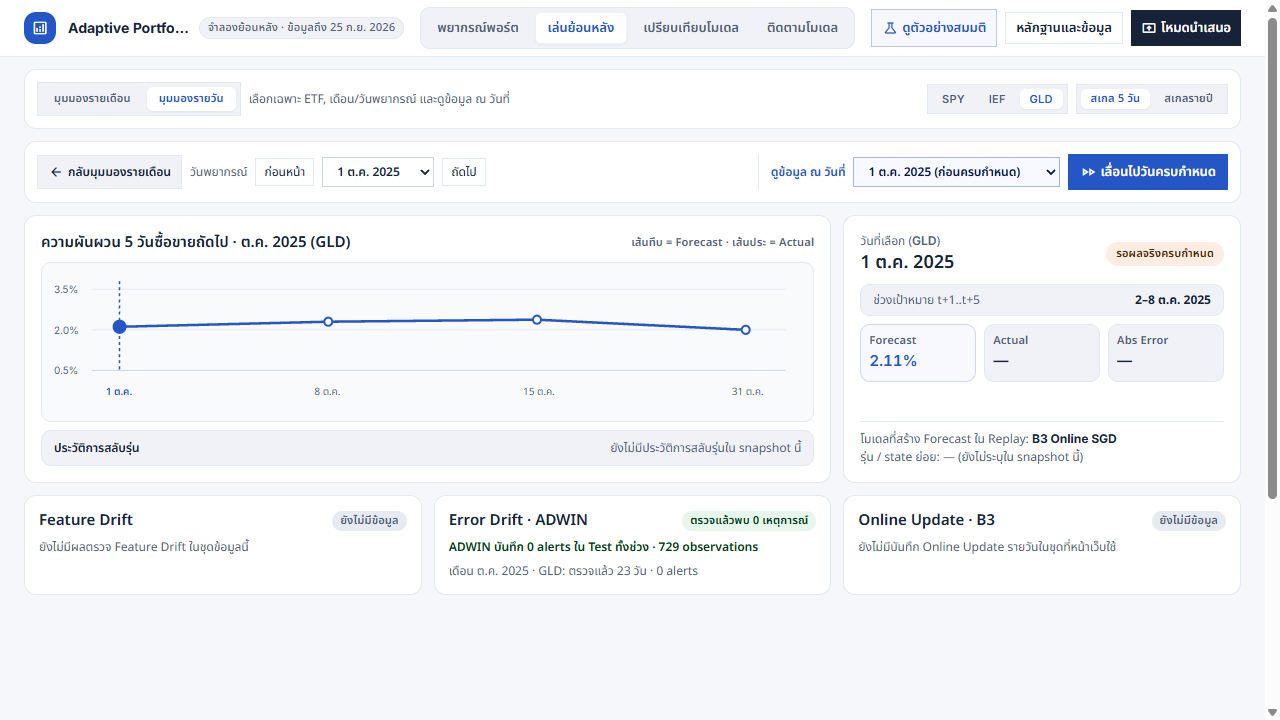 Adaptive Portfo...
จำลองย้อนหลัง · ข้อมูลถึง 25 ก.ย. 2026
พยากรณ์พอร์ต
เล่นย้อนหลัง
เปรียบเทียบโมเดล
ติดตามโมเดล
ดูตัวอย่างสมมติ
หลักฐานและข้อมูล
โหมดนำเสนอ
มุมมองรายเดือน
มุมมองรายวัน
เลือกเฉพาะ ETF, เดือน/วันพยากรณ์ และดูข้อมูล ณ วันที่
SPY
IEF
GLD
สเกล 5 วัน
สเกลรายปี
กลับมุมมองรายเดือน
วันพยากรณ์
ก่อนหน้า
1 ต.ค. 2025
ถัดไป
ดูข้อมูล ณ วันที่
1 ต.ค. 2025 (ก่อนครบกำหนด)
เลื่อนไปวันครบกำหนด
ความผันผวน 5 วันซื้อขายถัดไป · ต.ค. 2025 (GLD)
เส้นทึบ = Forecast · เส้นประ = Actual
3.5%
2.0%
0.5%
1 ต.ค.
8 ต.ค.
15 ต.ค.
31 ต.ค.
ประวัติการสลับรุ่น
ยังไม่มีประวัติการสลับรุ่นใน snapshot นี้
วันที่เลือก (GLD)
1 ต.ค. 2025
รอผลจริงครบกำหนด
ช่วงเป้าหมาย t+1..t+5
2–8 ต.ค. 2025
Forecast
2.11%
Actual
—
Abs Error
—
โมเดลที่สร้าง Forecast ใน Replay: B3 Online SGD
รุ่น / state ย่อย: — (ยังไม่ระบุใน snapshot นี้)
Feature Drift
ยังไม่มีข้อมูล
ยังไม่มีผลตรวจ Feature Drift ในชุดข้อมูลนี้
Error Drift · ADWIN
ตรวจแล้วพบ 0 เหตุการณ์
ADWIN บันทึก 0 alerts ใน Test ทั้งช่วง · 729 observations
เดือน ต.ค. 2025 · GLD: ตรวจแล้ว 23 วัน · 0 alerts
Online Update · B3
ยังไม่มีข้อมูล
ยังไม่มีบันทึก Online Update รายวันในชุดที่หน้าเว็บใช้